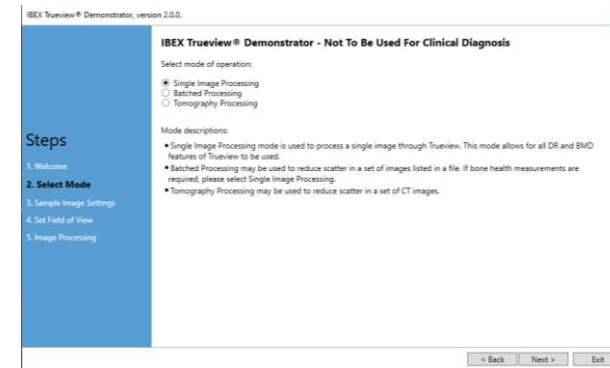 IBEX Trueview® Demonstrator, version 2.0.0.
IBEX Trueview® Demonstrator - Not To Be Used For Clinical Diagnosis
Select mode of operation:
Single Image Processing
Batched Processing
Tomography Processing
Mode descriptions:
• Single Image Processing mode is used to process a single image through Trueview. This mode allows for all DR and BMD
features of Trueview to be used.
• Batched Processing may be used to reduce scatter in a set of images listed in a file. If bone health measurements are
required, please select Single Image Processing.
• Tomography Processing may be used to reduce scatter in a set of CT images.
Steps
1. Welcome
2. Select Mode
3. Sample Image Settings
4. Set Field of View
5. Image Processing
< Back
Next >
Exit